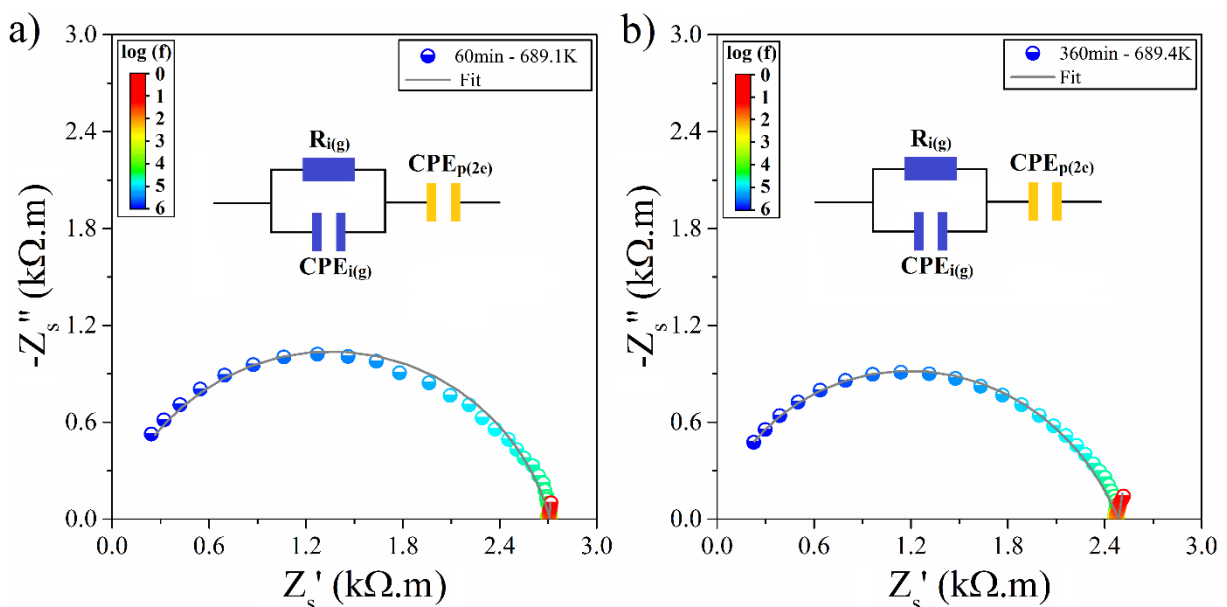 a)
3.0
2.4
1.8
1.2
0.6
0.0
-Z_s'' (kΩ.m)
log (f)
0
1
2
3
4
5
6
60min - 689.1K
Fit
R_i(g)
CPE_p(2e)
CPE_i(g)
0.0 0.6 1.2 1.8 2.4 3.0
Z_s' (kΩ.m)
b)
3.0
2.4
1.8
1.2
0.6
0.0
-Z_s'' (kΩ.m)
log (f)
0
1
2
3
4
5
6
360min - 689.4K
Fit
R_i(g)
CPE_p(2e)
CPE_i(g)
0.0 0.6 1.2 1.8 2.4 3.0
Z_s' (kΩ.m)